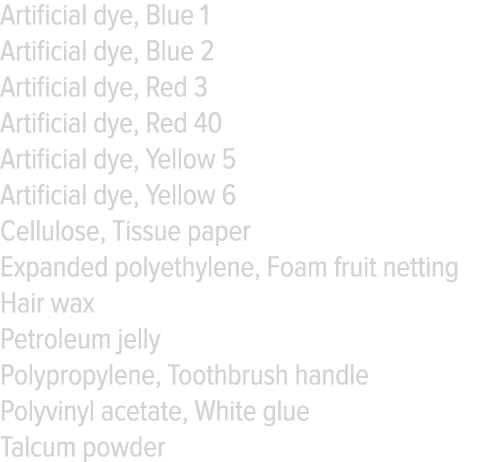 Artificial dye, Blue 1
Artificial dye, Blue 2
Artificial dye, Red 3
Artificial dye, Red 40
Artificial dye, Yellow 5
Artificial dye, Yellow 6
Cellulose, Tissue paper
Expanded polyethylene, Foam fruit netting
Hair wax
Petroleum jelly
Polypropylene, Toothbrush handle
Polyvinyl acetate, White glue
Talcum powder